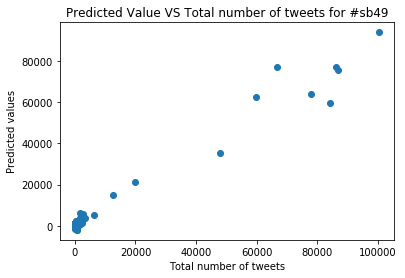 Predicted Value VS Total number of tweets for #sb49
Predicted values
80000
60000
40000
20000
0
0 20000 40000 60000 80000 100000
Total number of tweets